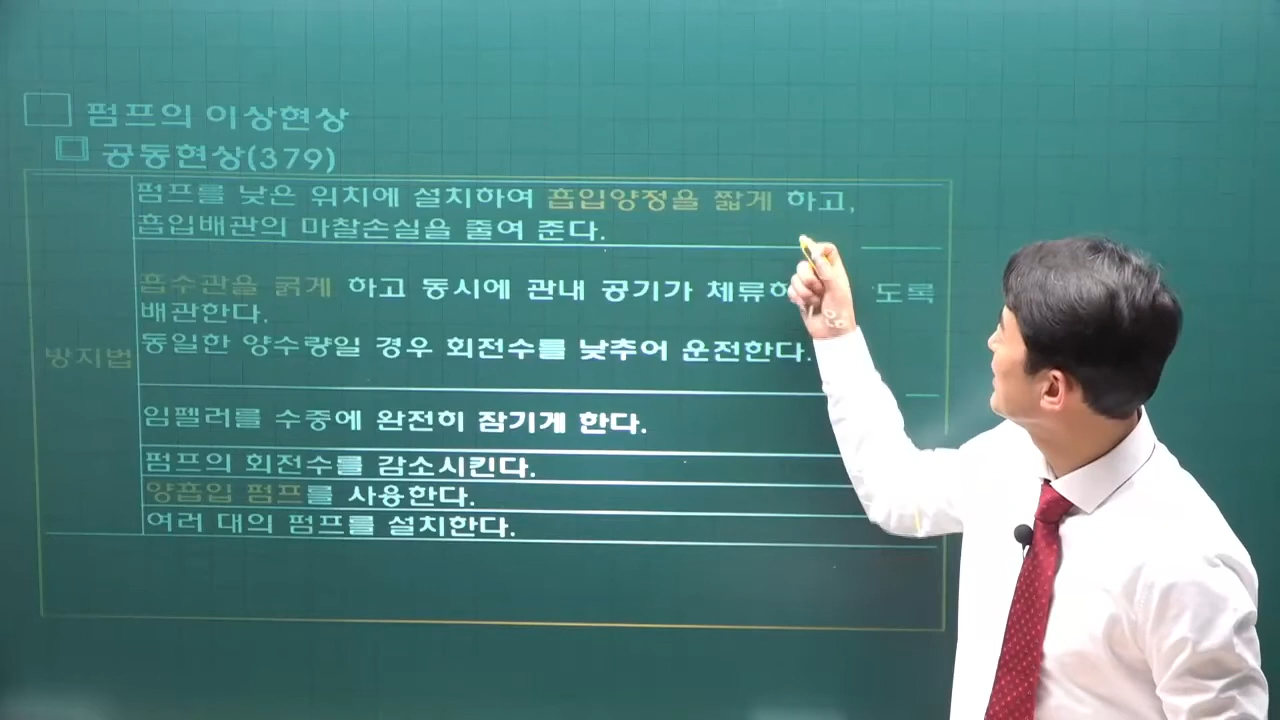 펌프의 이상현상
공동현상(379)
펌프를 낮은 위치에 설치하여 흡입양정을 짧게 하고,
흡입배관의 마찰손실을 줄여 준다.
흡수관을 굵게 하고 동시에 관내 공기가 체류하 도록
배관한다.
방지법
동일한 양수량일 경우 회전수를 낮추어 운전한다.
임펠러를 수중에 완전히 잠기게 한다.
펌프의 회전수를 감소시킨다.
양흡입 펌프를 사용한다.
여러 대의 펌프를 설치한다.